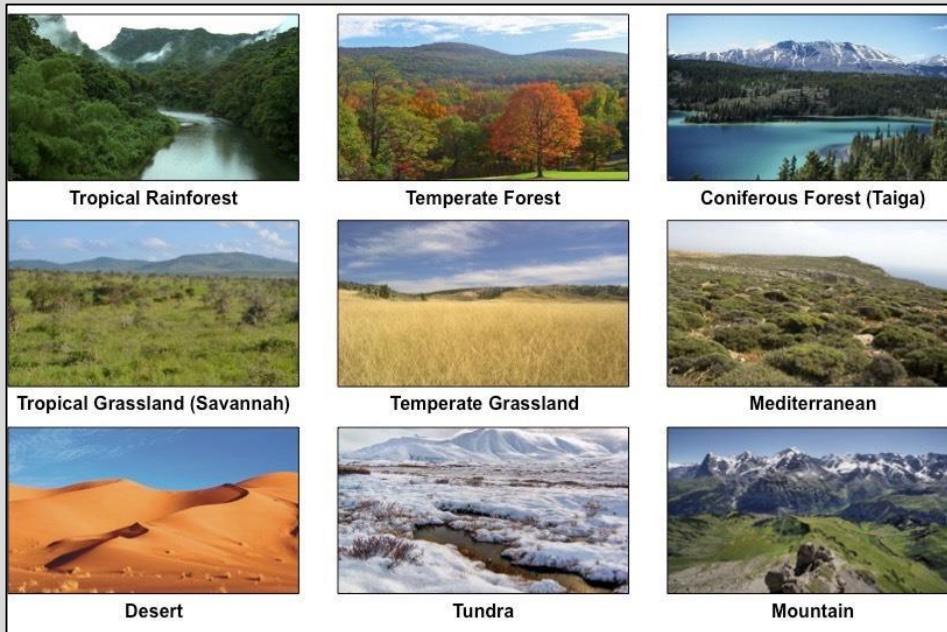 Tropical Rainforest
Temperate Forest
Coniferous Forest (Taiga)
Tropical Grassland (Savannah)
Temperate Grassland
Mediterranean
Desert
Tundra
Mountain